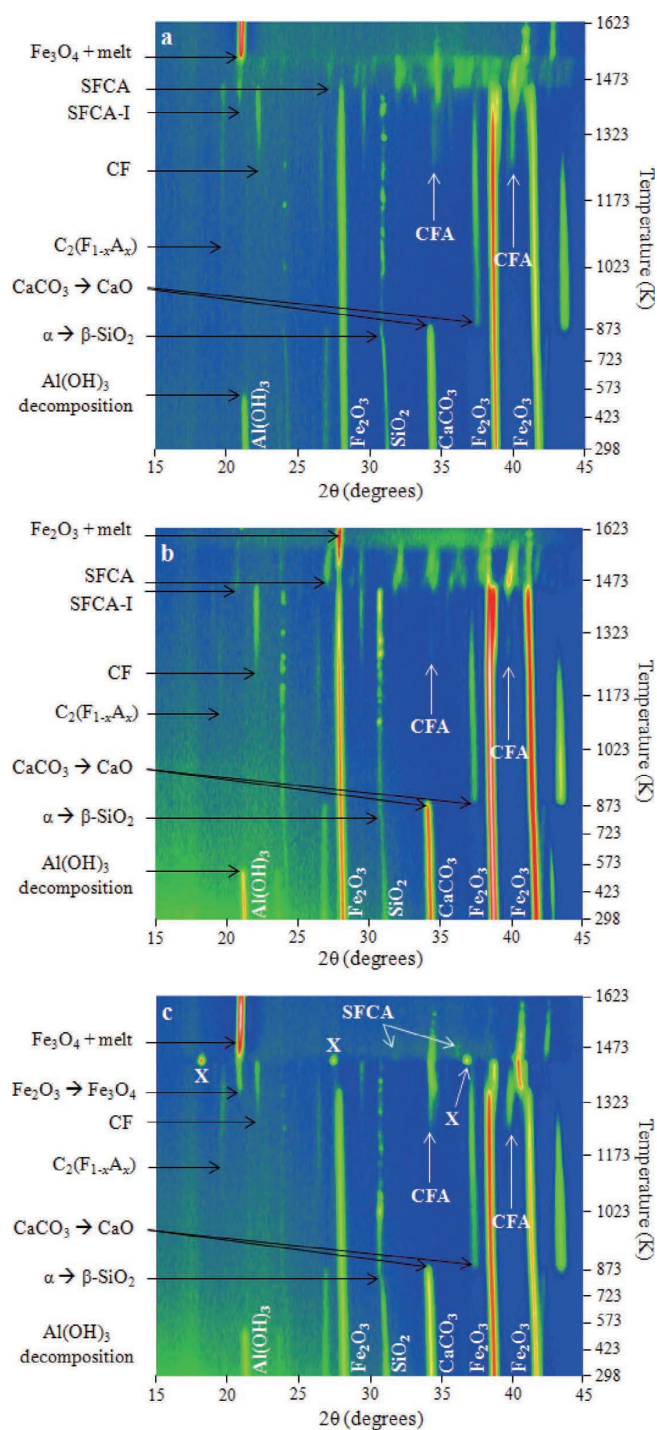 a
Fe₃O₄ + melt
SFCA
SFCA-I
CF
C₂(F₁₋ₓAₓ)
CaCO₃ → CaO
α → β-SiO₂
Al(OH)₃
decomposition
CFA
CFA
Al(OH)₃
Fe₂O₃
SiO₂
CaCO₃
Fe₂O₃
Fe₂O₃
1623
1473
1323
1173
1023
873
723
573
423
298
Temperature (K)
15 20 25 30 35 40 45
2θ (degrees)
b
Fe₂O₃ + melt
SFCA
SFCA-I
CF
C₂(F₁₋ₓAₓ)
CaCO₃ → CaO
α → β-SiO₂
Al(OH)₃
decomposition
CFA
CFA
Al(OH)₃
Fe₂O₃
SiO₂
CaCO₃
Fe₂O₃
Fe₂O₃
1623
1473
1323
1173
1023
873
723
573
423
298
Temperature (K)
15 20 25 30 35 40 45
2θ (degrees)
c
Fe₃O₄ + melt
Fe₂O₃ → Fe₃O₄
CF
C₂(F₁₋ₓAₓ)
CaCO₃ → CaO
α → β-SiO₂
Al(OH)₃
decomposition
SFCA
X
X
X
CFA
CFA
Al(OH)₃
Fe₂O₃
SiO₂
CaCO₃
Fe₂O₃
Fe₂O₃
1623
1473
1323
1173
1023
873
723
573
423
298
Temperature (K)
15 20 25 30 35 40 45
2θ (degrees)